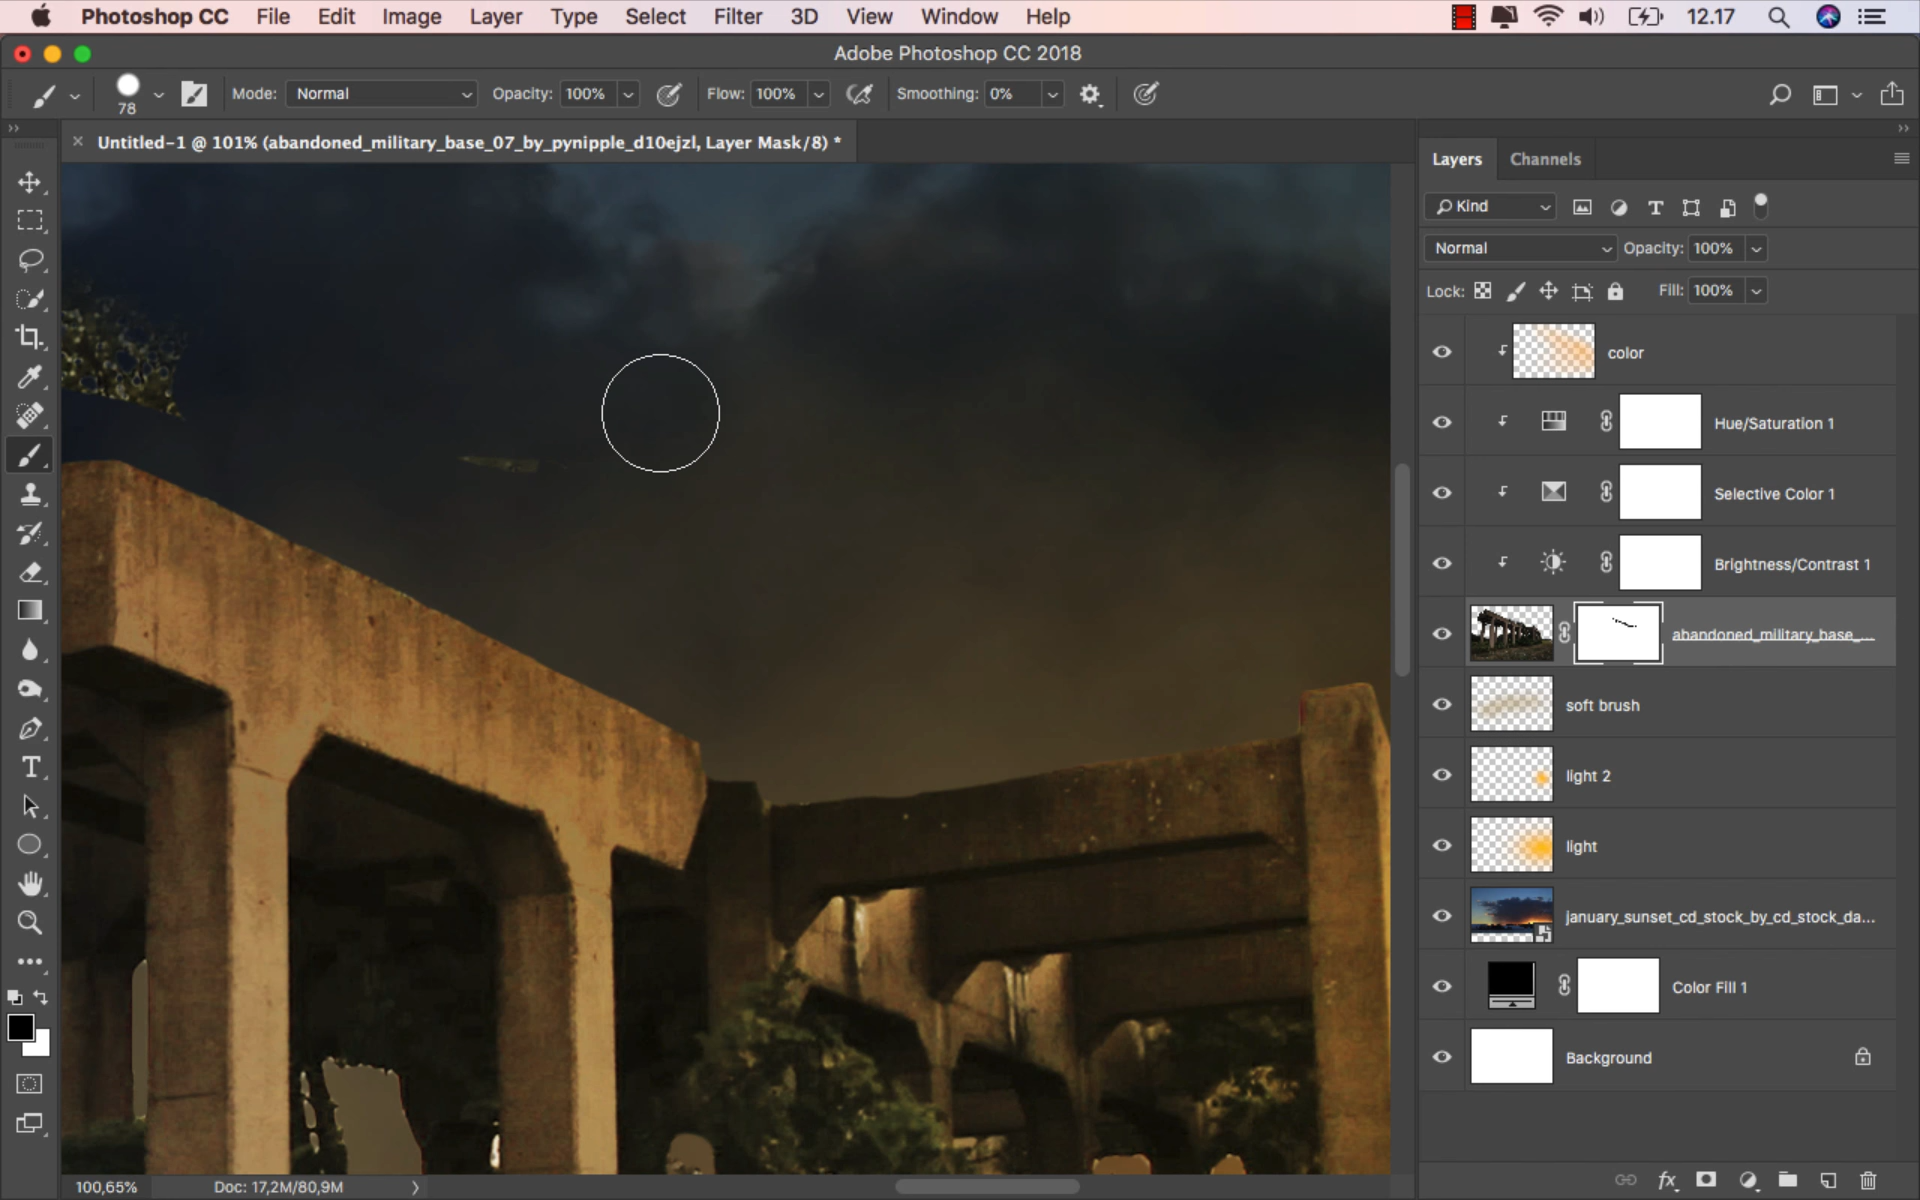 Photoshop CC File Edit Image Layer Type Select Filter 3D View Window Help 12.17
Adobe Photoshop CC 2018
78 Mode: Normal Opacity: 100% Flow: 100% Smoothing: 0%
× Untitled-1 @ 101% (abandoned_military_base_07_by_pynipple_d10ejzl, Layer Mask/8) *
Layers Channels
Kind
Normal Opacity: 100%
Lock: Fill: 100%
color
Hue/Saturation 1
Selective Color 1
Brightness/Contrast 1
abandoned_military_base_...
soft brush
light 2
light
january_sunset_cd_stock_by_cd_stock_da...
Color Fill 1
Background
100,65% Doc: 17,2M/80,9M
fx